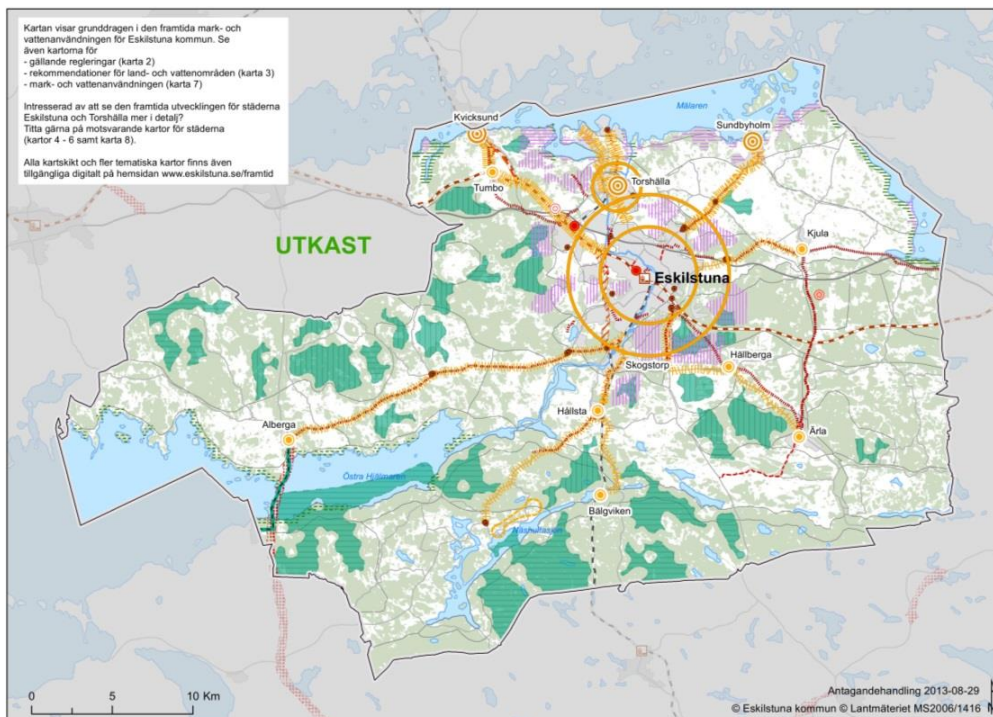 Kartan visar grunddragen i den framtida mark- och
vattenanvändningen för Eskilstuna kommun. Se
även kartorna för
- gällande regleringar (karta 2)
- rekommendationer för land- och vattenområden (karta 3)
- mark- och vattenanvändningen (karta 7)
Intresserad av att se den framtida utvecklingen för städerna
Eskilstuna och Torshälla mer i detalj?
Titta gärna på motsvarande kartor för städerna
(kartor 4 - 6 samt karta 8).
Alla kartskikt och fler tematiska kartor finns även
tillgängliga digitalt på hemsidan www.eskilstuna.se/framtid
Mälaren
Kvicksund
Sundbyholm
Tumbo
Torshälla
UTKAST
Kjula
Eskilstuna
Skogstorp
Hällberga
Hållsta
Alberga
Ärla
Östra Hjälmaren
Bälgviken
0 5 10 Km
Antagandehandling 2013-08-29
© Eskilstuna kommun © Lantmäteriet MS2006/1416
N